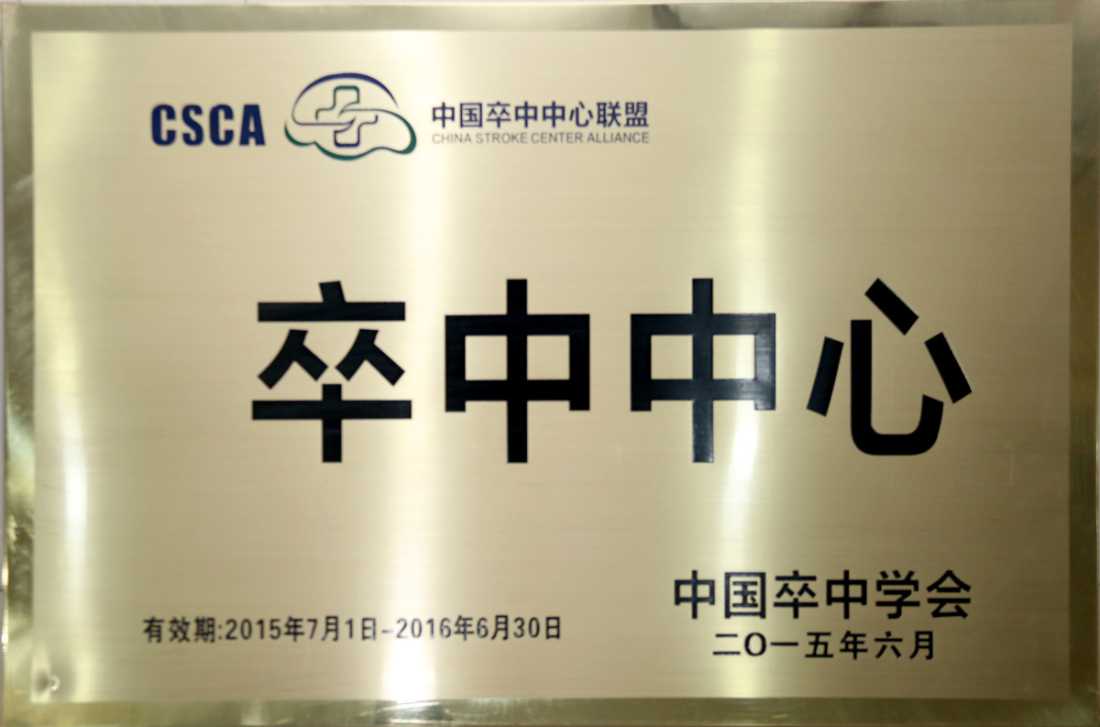 CSCA
中国卒中中心联盟
CHINA STROKE CENTER ALLIANCE
卒中中心
有效期:2015年7月1日-2016年6月30日
中国卒中学会
二〇一五年六月